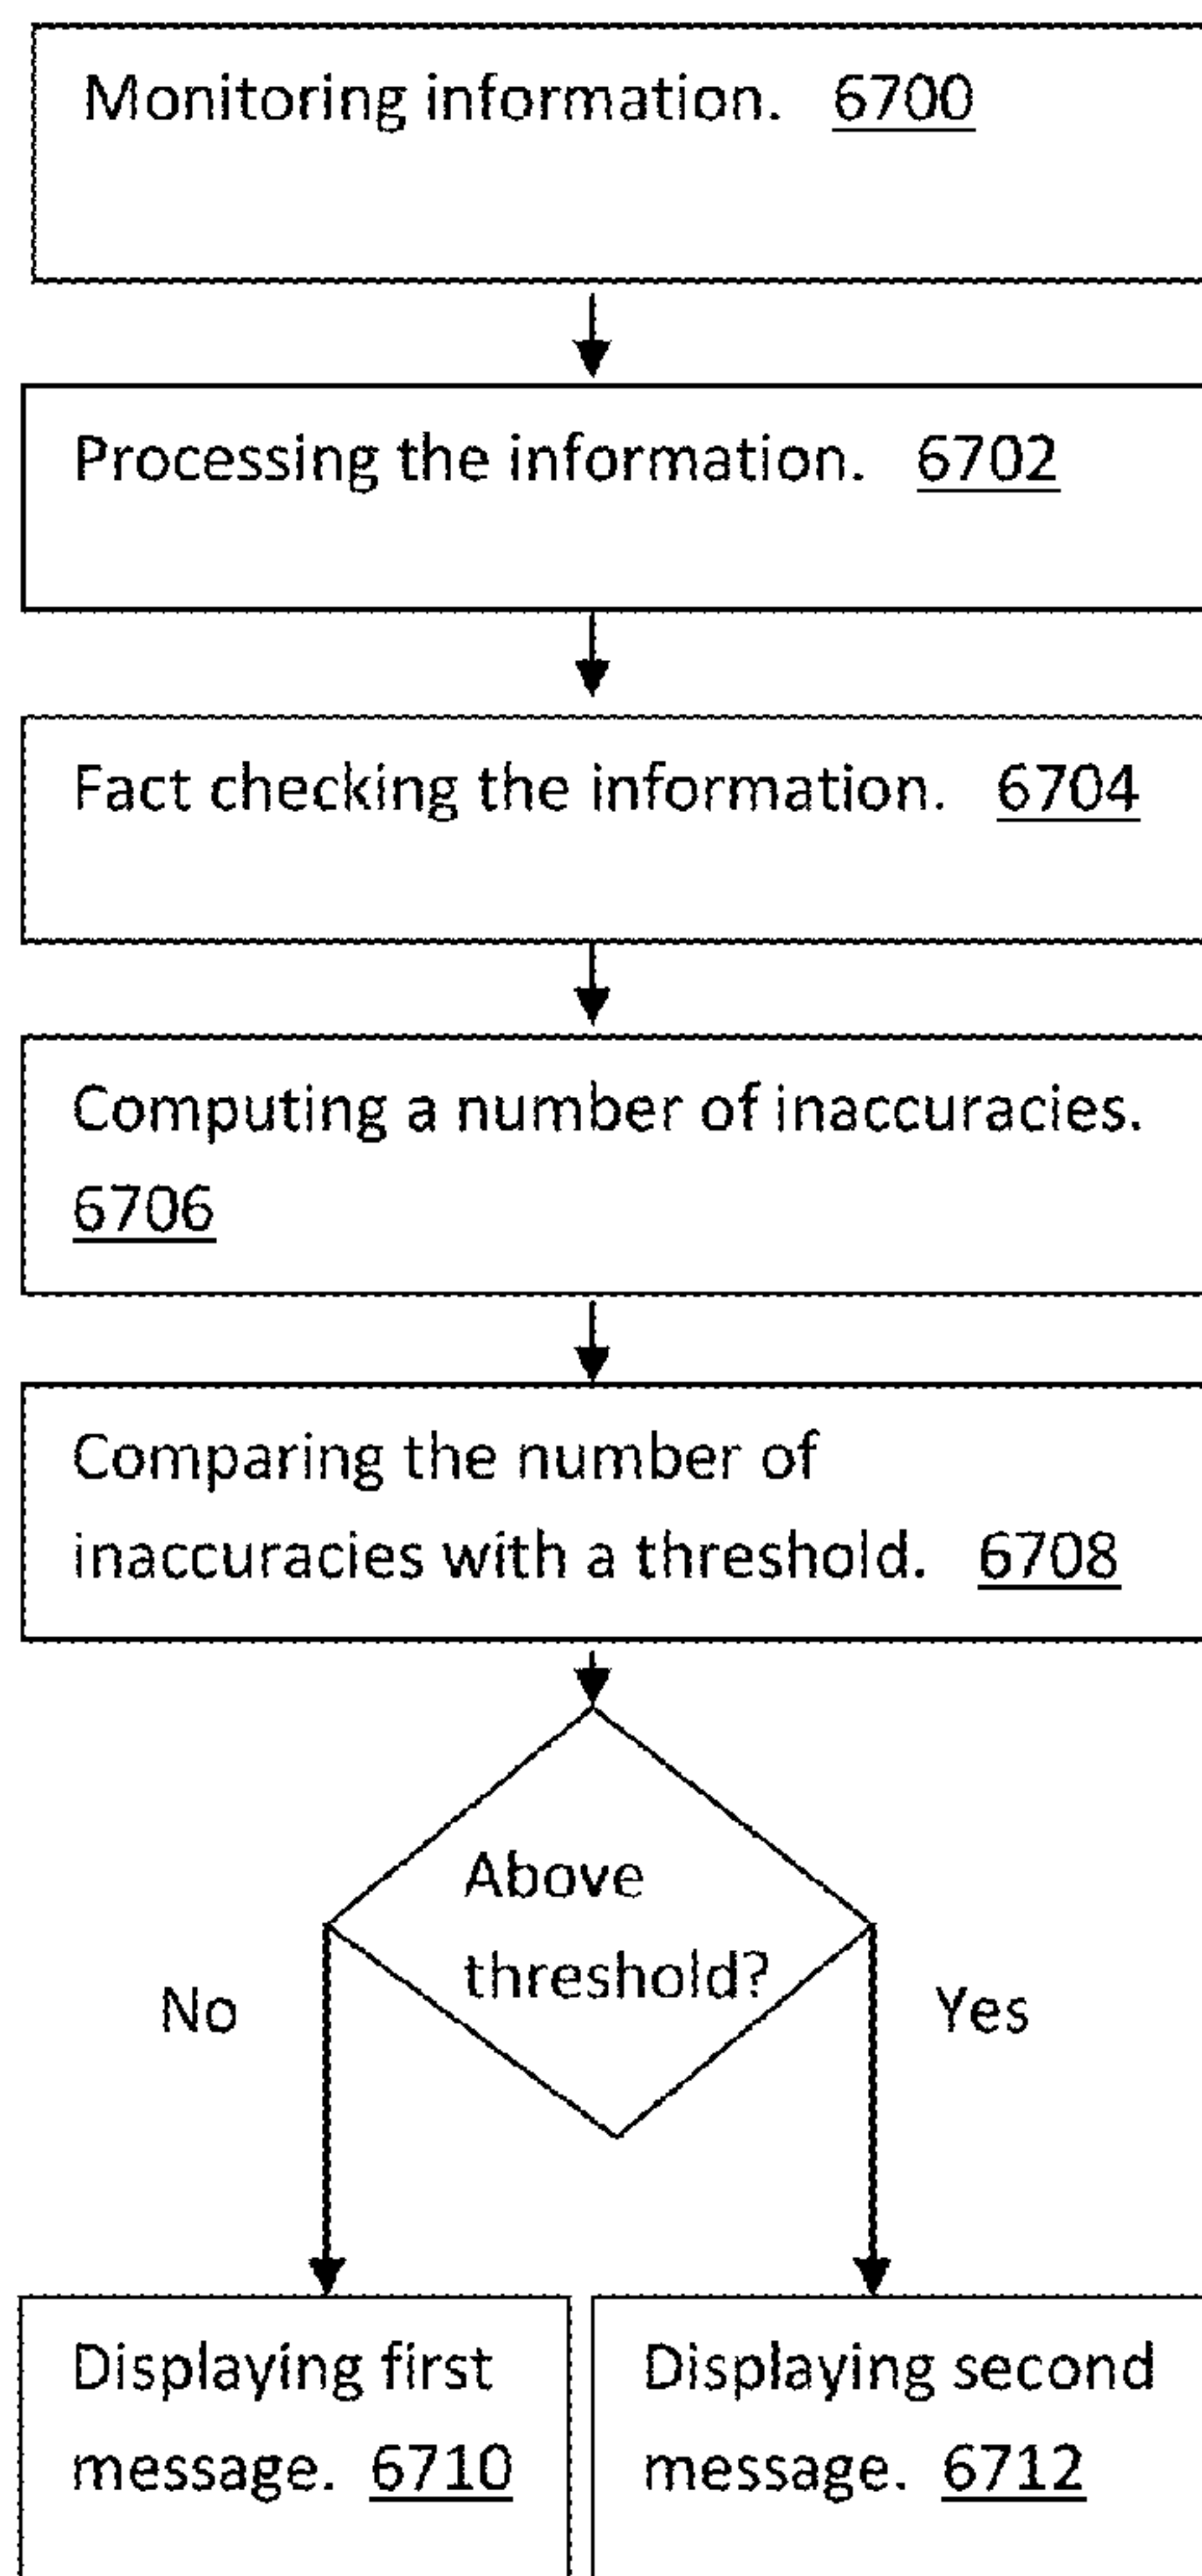 Monitoring information. 6700
Processing the information. 6702
Fact checking the information. 6704
Computing a number of inaccuracies.
6706
Comparing the number of
inaccuracies with a threshold. 6708
Above
threshold?
No
Yes
Displaying first
message. 6710
Displaying second
message. 6712